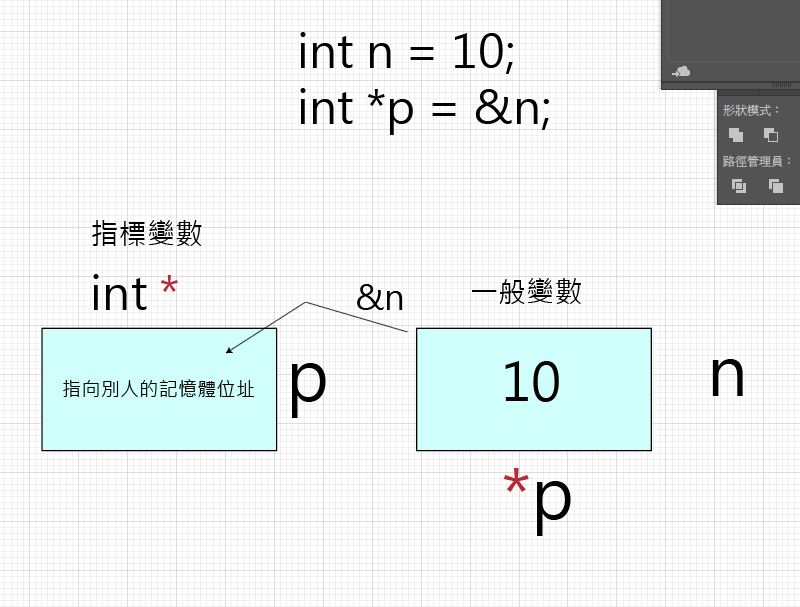 int n = 10;
int *p = &n;
形狀模式：
路徑管理員：
指標變數
int *
&n
一般變數
指向別人的記憶體位址
p
10
n
*p